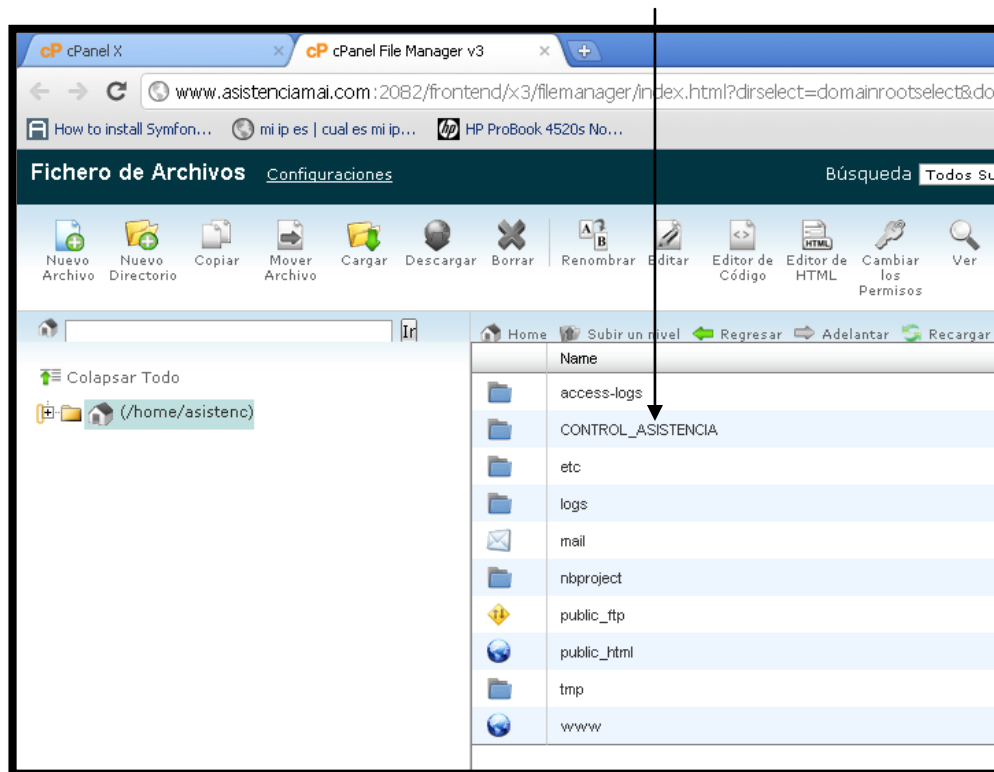 cP cPanel X
cP cPanel File Manager v3
www.asistenciamai.com:2082/frontend/x3/filemanager/index.html?dirselect=domainrootselect&do
How to install Symfon...
mi ip es | cual es mi ip...
hp HP ProBook 4520s No...
Fichero de Archivos Configuraciones Búsqueda Todos Su
Nuevo Archivo
Nuevo Directorio
Copiar
Mover Archivo
Cargar
Descargar
Borrar
Renombrar
Editar
Editor de Código
HTML Editor de HTML
Cambiar los Permisos
Ver
Ir
Home Subir un nivel Regresar Adelantar Recargar
Colapsar Todo
(/home/asistenc)
Name
access-logs
CONTROL_ASISTENCIA
etc
logs
mail
nbproject
public_ftp
public_html
tmp
www